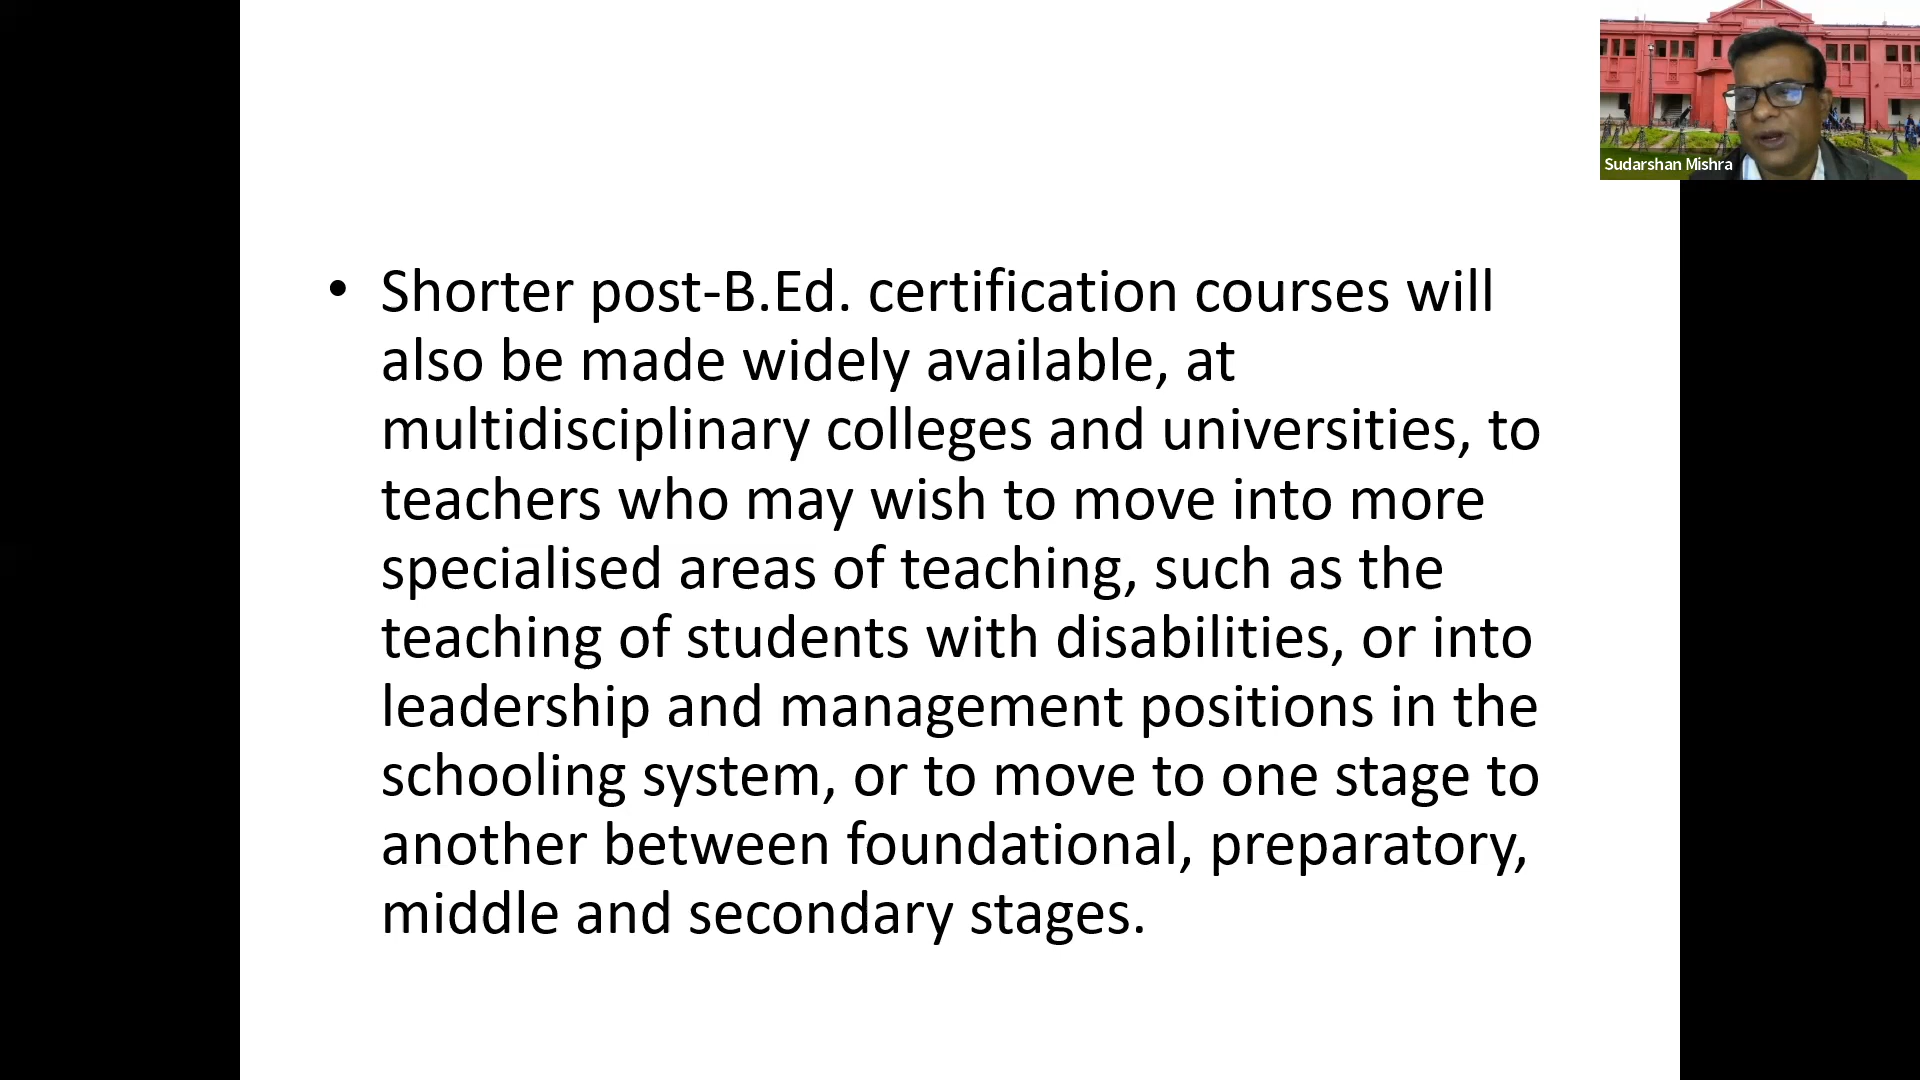 • Shorter post-B.Ed. certification courses will
also be made widely available, at
multidisciplinary colleges and universities, to
teachers who may wish to move into more
specialised areas of teaching, such as the
teaching of students with disabilities, or into
leadership and management positions in the
schooling system, or to move to one stage to
another between foundational, preparatory,
middle and secondary stages.
Sudarshan Mishra